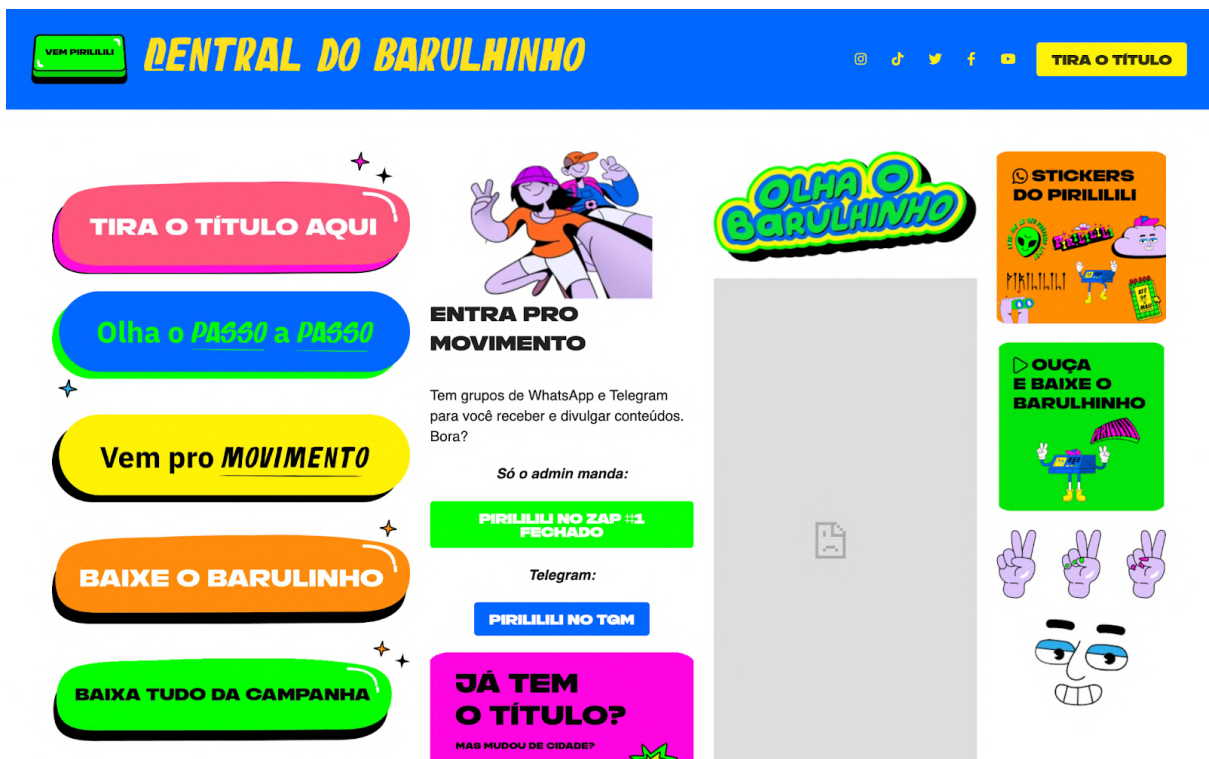 VEM PIRILILILI
CENTRAL DO BARULHINHO
TIRA O TÍTULO
TIRA O TÍTULO AQUI
Olha o PASSO a PASSO
Vem pro MOVIMENTO
BAIXE O BARULINHO
BAIXA TUDO DA CAMPANHA
ENTRA PRO
MOVIMENTO
Tem grupos de WhatsApp e Telegram
para você receber e divulgar conteúdos.
Bora?
Só o admin manda:
PIRILILILI NO ZAP #1
FECHADO
Telegram:
PIRILILILI NO TGM
JÁ TEM
O TÍTULO?
MAS MUDOU DE CIDADE?
OLHA O
BARULHINHO
STICKERS
DO PIRILILILI
PIRILILILI
OUÇA
E BAIXE O
BARULHINHO